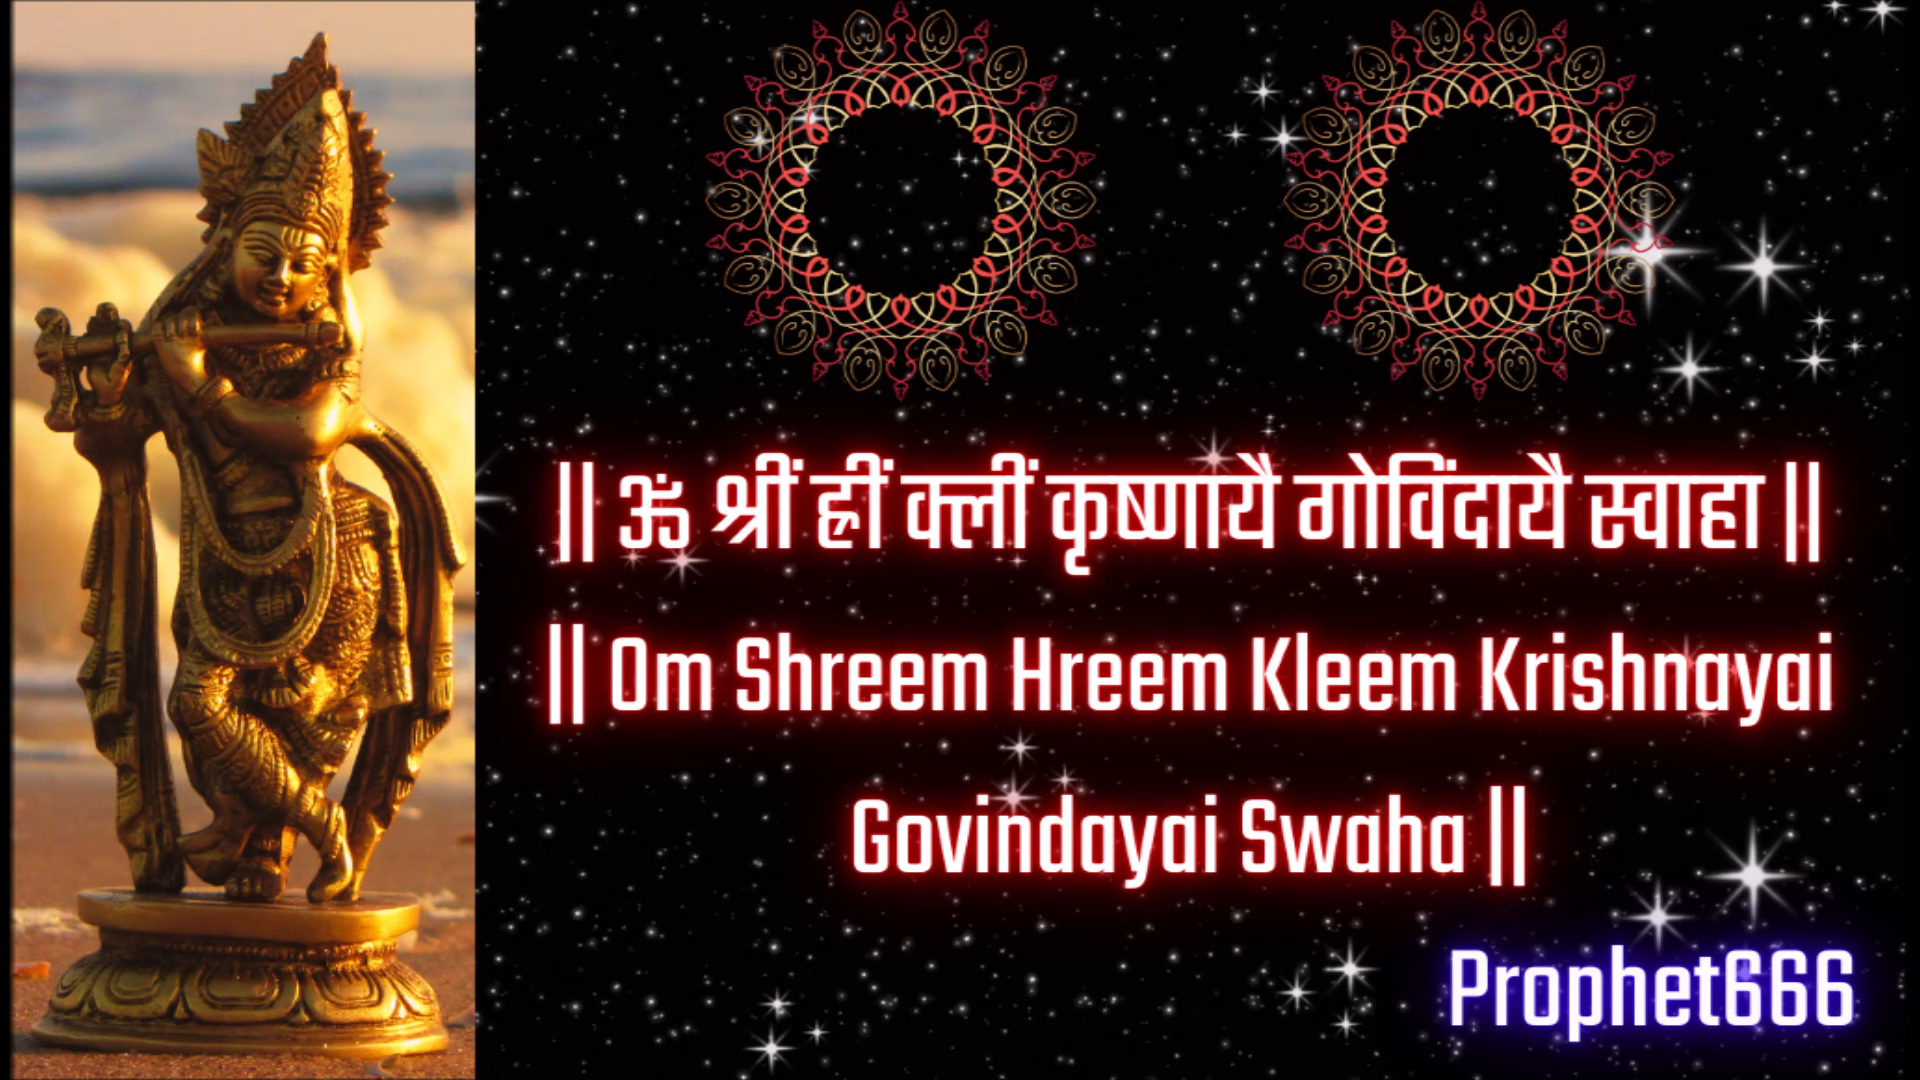 || ॐ श्रीं ह्रीं क्लीं कृष्णायै गोविंदायै स्वाहा ||
|| Om Shreem Hreem Kleem Krishnayai
Govindayai Swaha ||
Prophet666